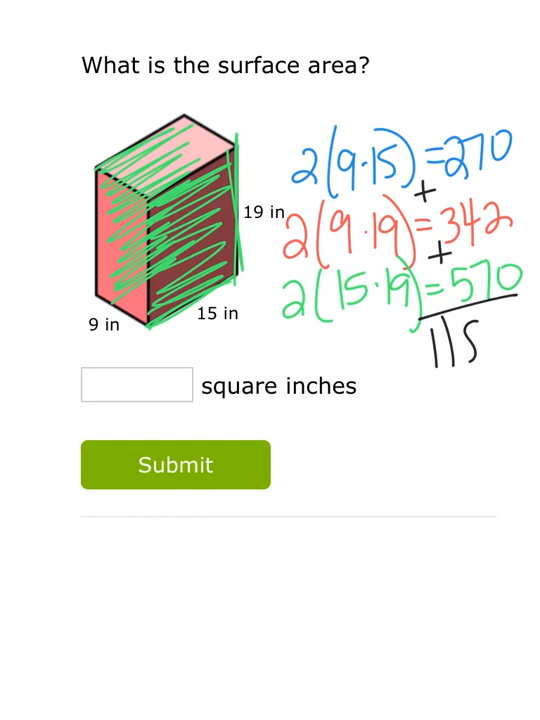 What is the surface area?
2(9·15)=270
+
19 in
2(9·19)=342
+
2(15·19)=570
15 in
9 in
115
square inches
Submit